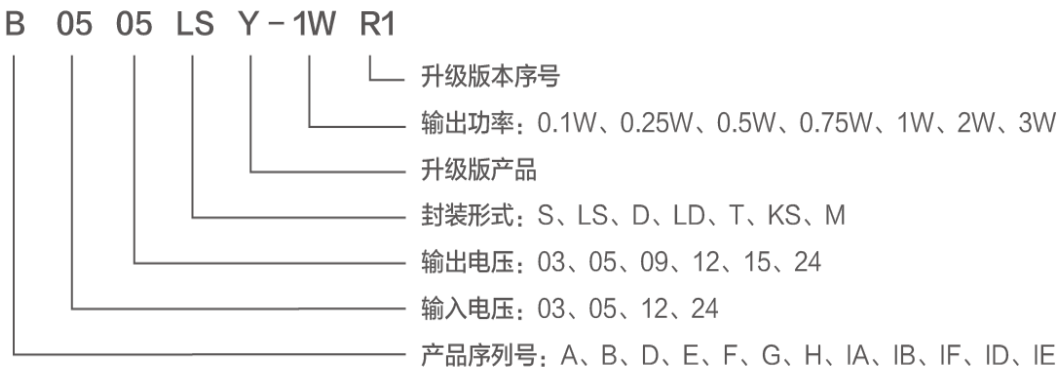 B 05 05 LS Y - 1W R1
升级版本序号
输出功率：0.1W、0.25W、0.5W、0.75W、1W、2W、3W
升级版产品
封装形式：S、LS、D、LD、T、KS、M
输出电压：03、05、09、12、15、24
输入电压：03、05、12、24
产品序列号：A、B、D、E、F、G、H、IA、IB、IF、ID、IE